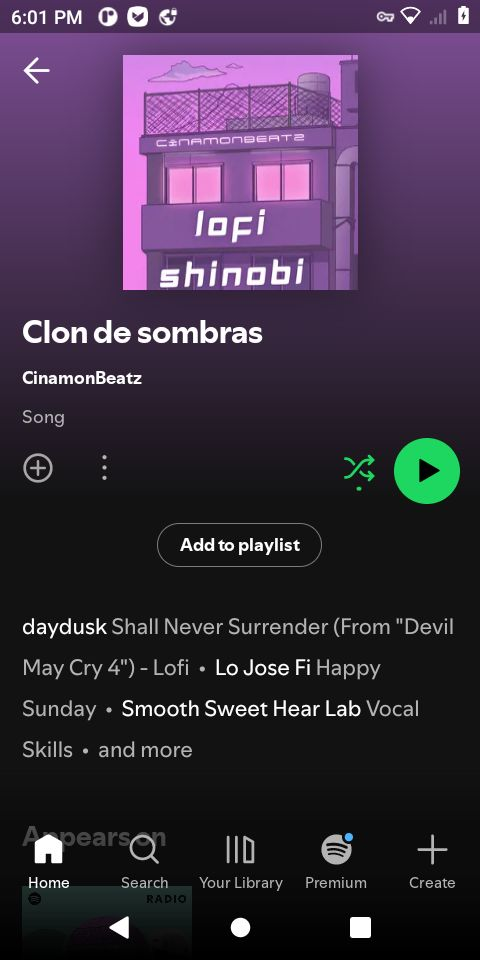 6:01 PM
CINAMONBEATZ
lofi
shinobi
Clon de sombras
CinamonBeatz
Song
Add to playlist
daydusk Shall Never Surrender (From "Devil
May Cry 4") - Lofi • Lo Jose Fi Happy
Sunday • Smooth Sweet Hear Lab Vocal
Skills • and more
Appears on
Home Search Your Library Premium Create
RADIO